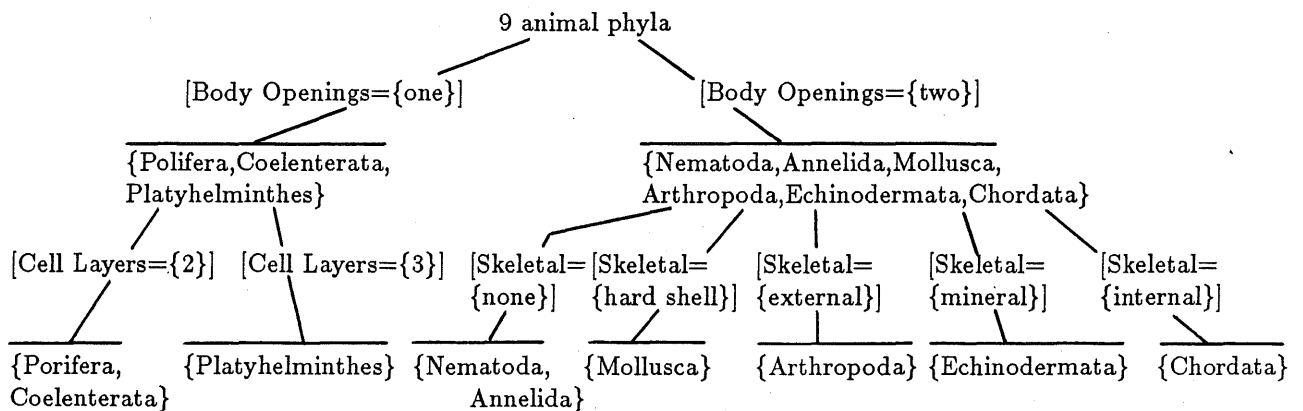 9 animal phyla
[Body Openings={one}] [Body Openings={two}]
{Polifera,Coelenterata,
Platyhelminthes}
{Nematoda,Annelida,Mollusca,
Arthropoda,Echinodermata,Chordata}
[Cell Layers={2}] [Cell Layers={3}]
[Skeletal=
{none}]
[Skeletal=
{hard shell}]
[Skeletal=
{external}]
[Skeletal=
{mineral}]
[Skeletal=
{internal}]
{Porifera,
Coelenterata}
{Platyhelminthes}
{Nematoda,
Annelida}
{Mollusca}
{Arthropoda}
{Echinodermata}
{Chordata}